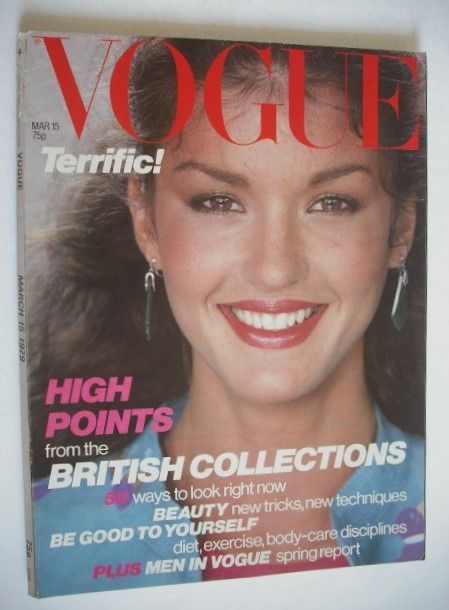 VOGUE
MAR 15
75p
Terrific!
HIGH
POINTS
from the
BRITISH COLLECTIONS
50 ways to look right now
BEAUTY new tricks, new techniques
BE GOOD TO YOURSELF
diet, exercise, body-care disciplines
PLUS MEN IN VOGUE spring report
VOGUE
MARCH 15 1979
75p